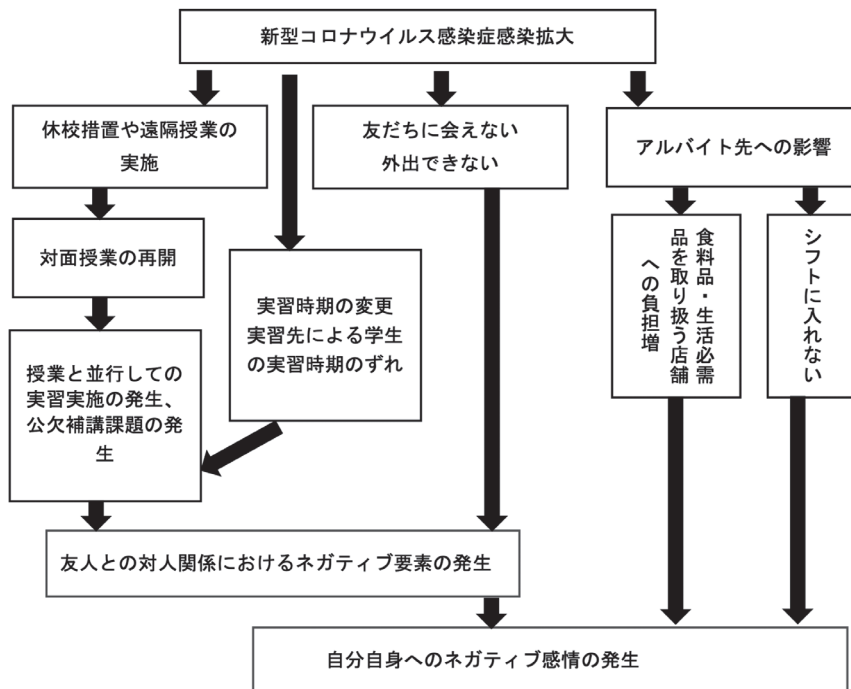 新型コロナウイルス感染症感染拡大
休校措置や遠隔授業の
実施
友だちに会えない
外出できない
アルバイト先への影響
対面授業の再開
実習時期の変更
実習先による学生
の実習時期のずれ
食料品・生活必需
品を取り扱う店舗
への負担増
シフトに入れない
授業と並行しての
実習実施の発生、
公欠補講課題の発
生
友人との対人関係におけるネガティブ要素の発生
自分自身へのネガティブ感情の発生